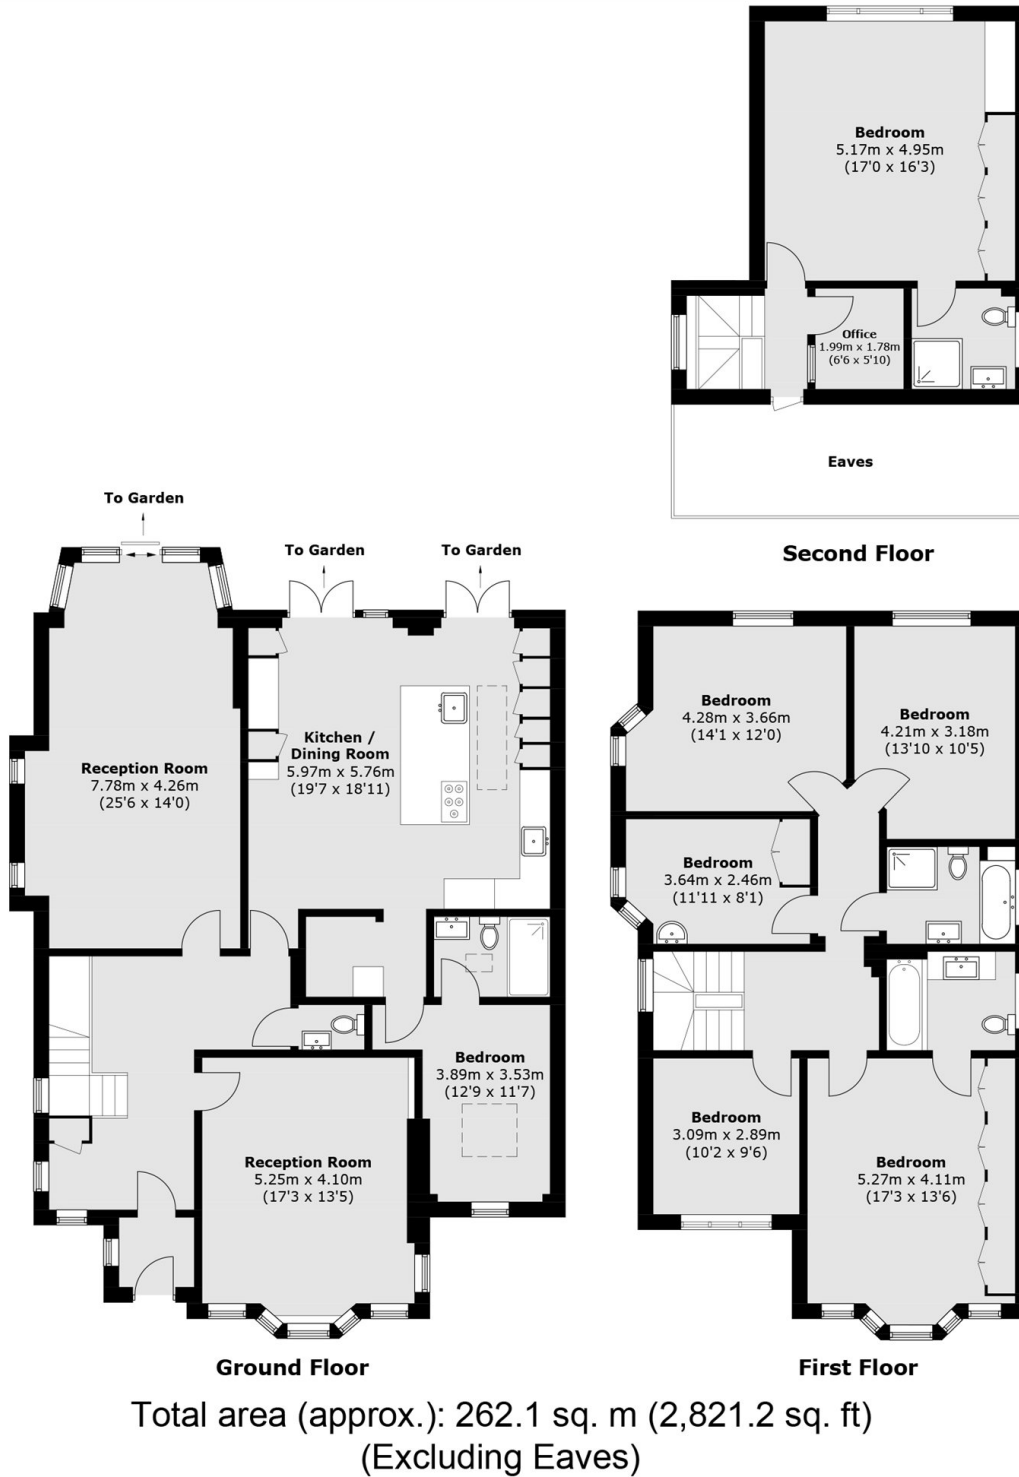 Bedroom
5.17m x 4.95m
(17'0 x 16'3)
Office
1.99m x 1.78m
(6'6 x 5'10)
Eaves
Second Floor
To Garden
To Garden
To Garden
Reception Room
7.78m x 4.26m
(25'6 x 14'0)
Kitchen /
Dining Room
5.97m x 5.76m
(19'7 x 18'11)
Bedroom
3.89m x 3.53m
(12'9 x 11'7)
Reception Room
5.25m x 4.10m
(17'3 x 13'5)
Ground Floor
Bedroom
4.28m x 3.66m
(14'1 x 12'0)
Bedroom
4.21m x 3.18m
(13'10 x 10'5)
Bedroom
3.64m x 2.46m
(11'11 x 8'1)
Bedroom
3.09m x 2.89m
(10'2 x 9'6)
Bedroom
5.27m x 4.11m
(17'3 x 13'6)
First Floor
Total area (approx.): 262.1 sq. m (2,821.2 sq. ft)
(Excluding Eaves)